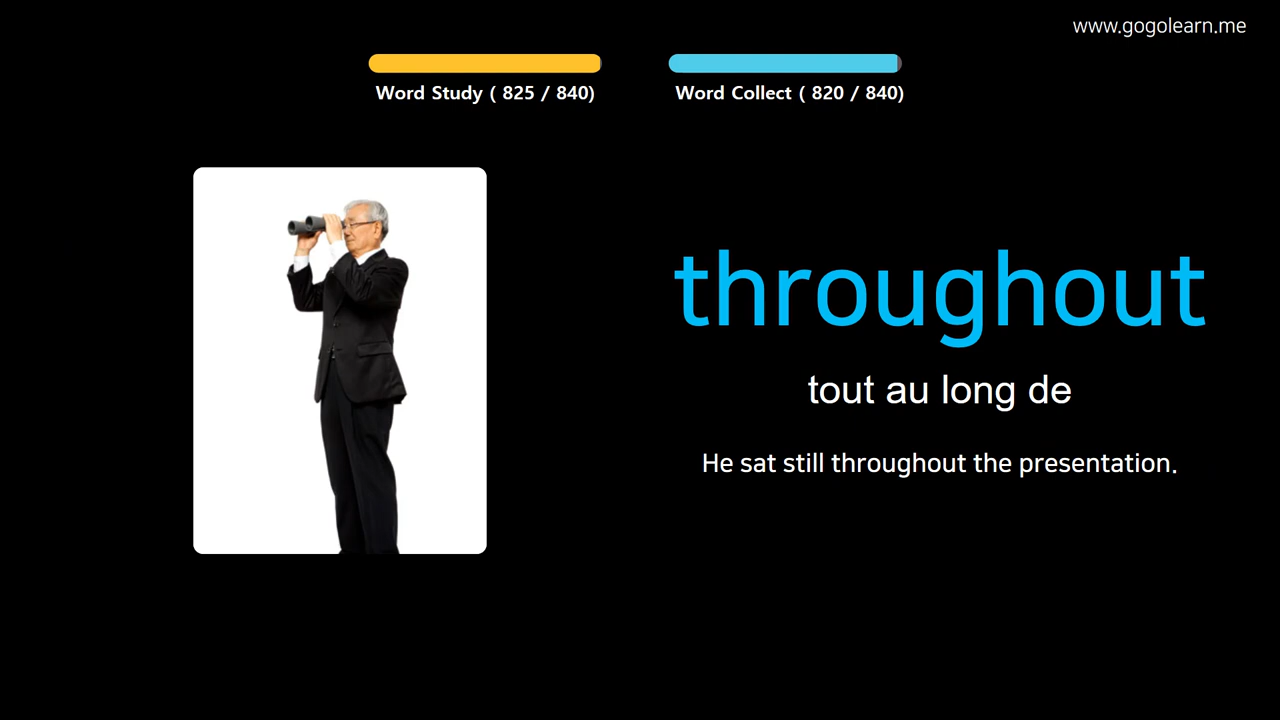 www.gogolearn.me
Word Study ( 825 / 840)
Word Collect ( 820 / 840)
throughout
tout au long de
He sat still throughout the presentation.